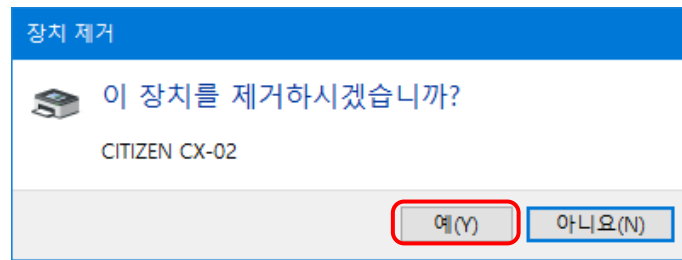 장치 제거
이 장치를 제거하시겠습니까?
CITIZEN CX-02
예(Y) 아니요(N)